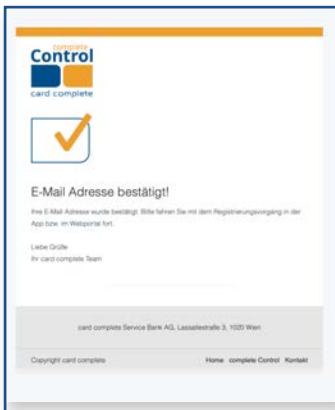 complete
Control
card complete
E-Mail Adresse bestätigt!
Ihre E-Mail Adresse wurde bestätigt. Bitte fahren Sie mit dem Registrierungsvorgang in der
App bzw. im Webportal fort.
Liebe Grüße
Ihr card complete Team
card complete Service Bank AG, Lassallestraße 3, 1020 Wien
Copyright card complete
Home complete Control Kontakt